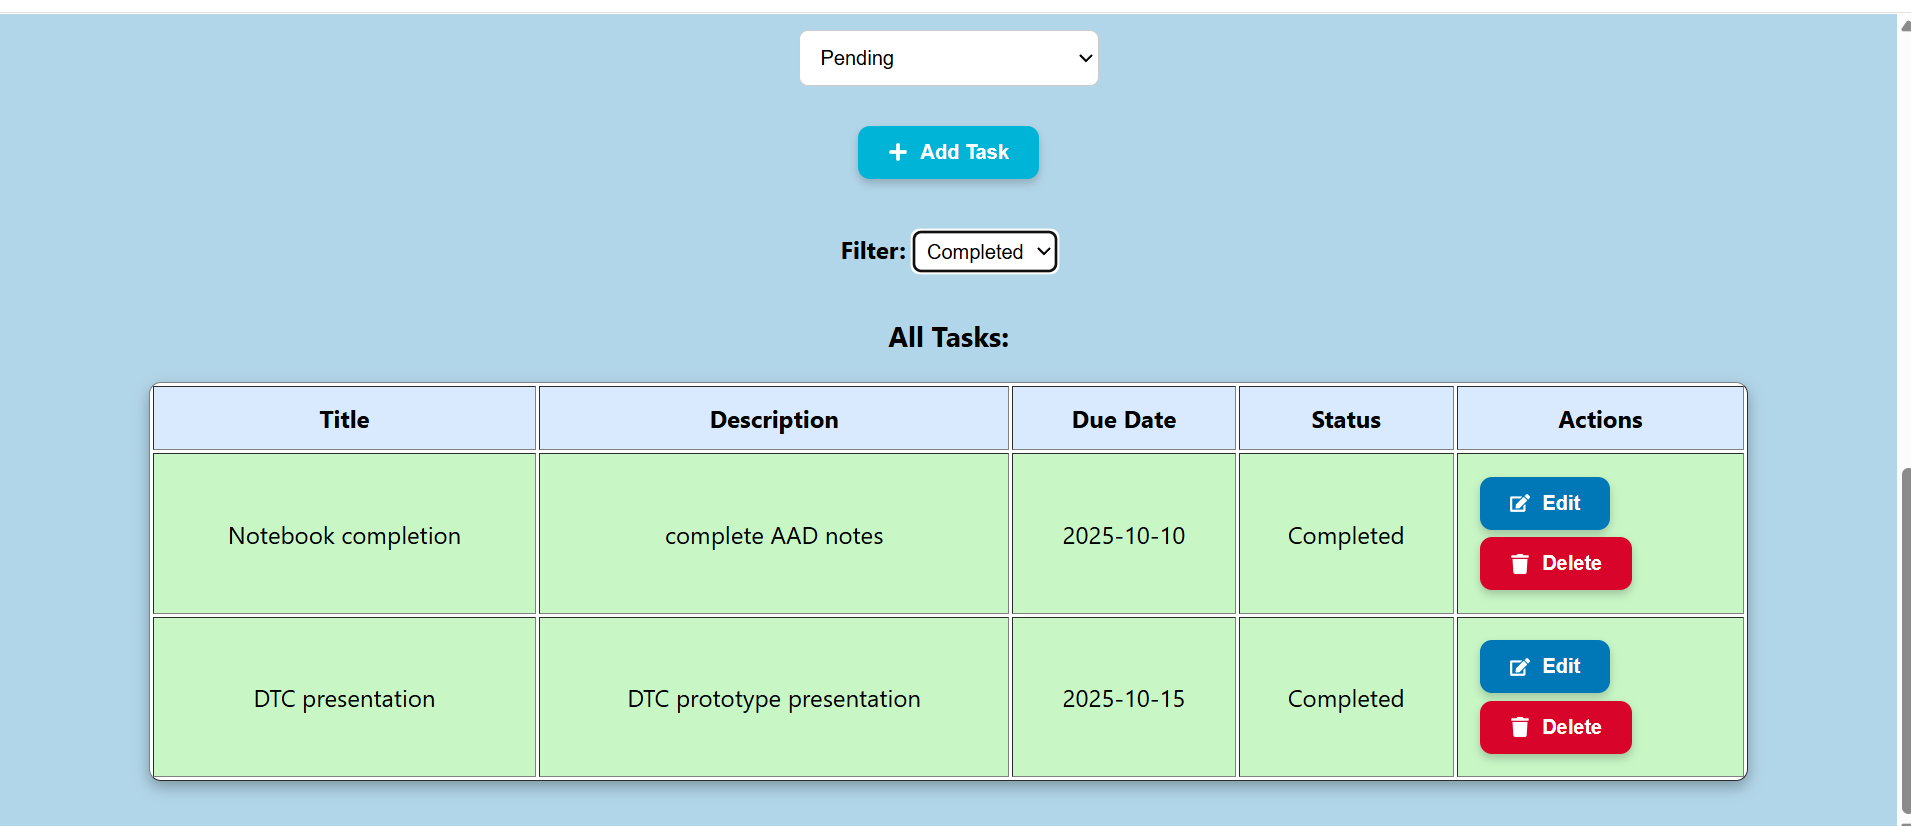 Pending
Add Task
Filter: Completed
All Tasks:
Title Description Due Date Status Actions
Notebook completion complete AAD notes 2025-10-10 Completed Edit
Delete
DTC presentation DTC prototype presentation 2025-10-15 Completed Edit
Delete